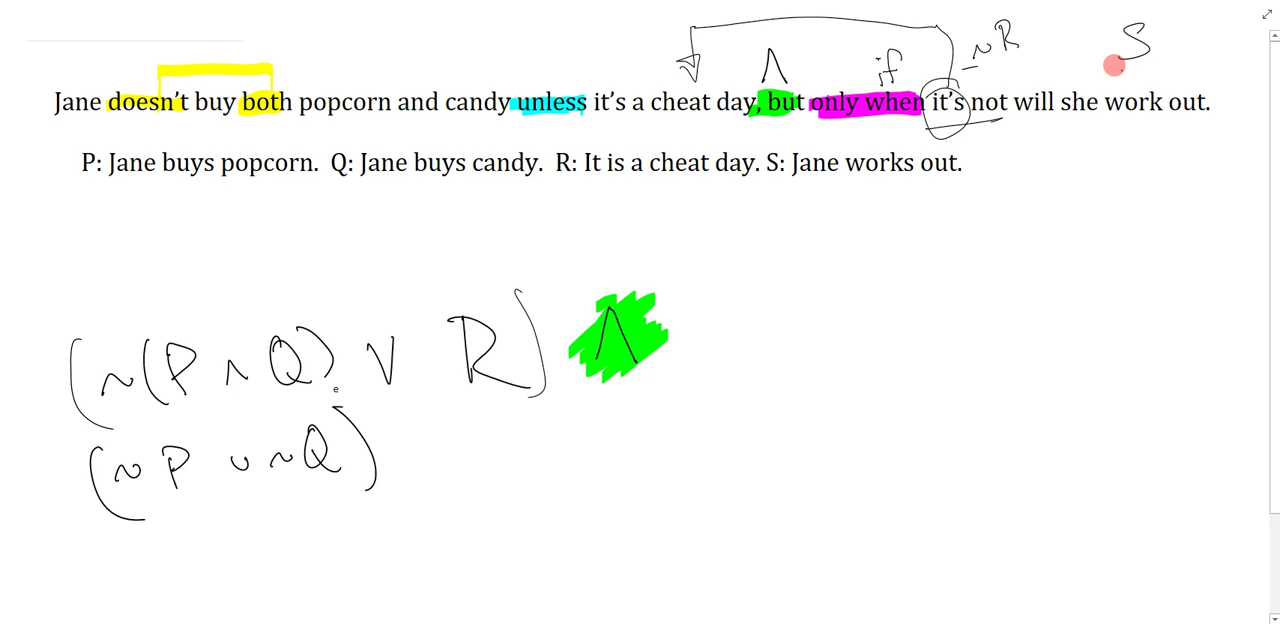 ∧ if ~R S
Jane doesn't buy both popcorn and candy unless it's a cheat day, but only when it's not will she work out.
P: Jane buys popcorn. Q: Jane buys candy. R: It is a cheat day. S: Jane works out.
(~(P ∧ Q) ∨ R) ∧
(~P ∨ ~Q)